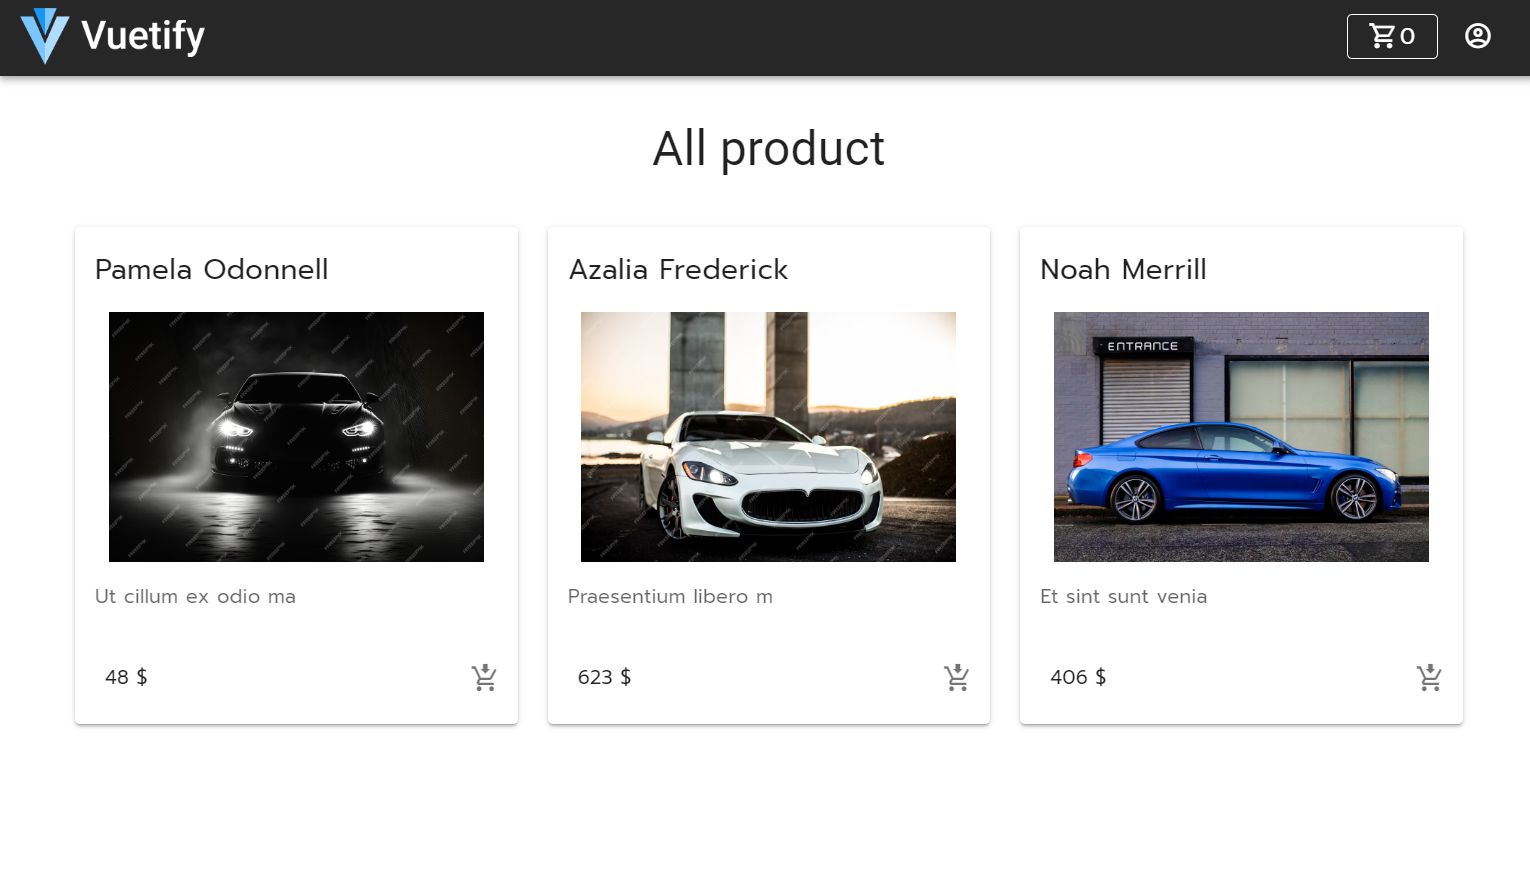 Vuetify
0
All product
Pamela Odonnell
Azalia Frederick
Noah Merrill
ENTRANCE
Ut cillum ex odio ma
Praesentium libero m
Et sint sunt venia
48 $
623 $
406 $